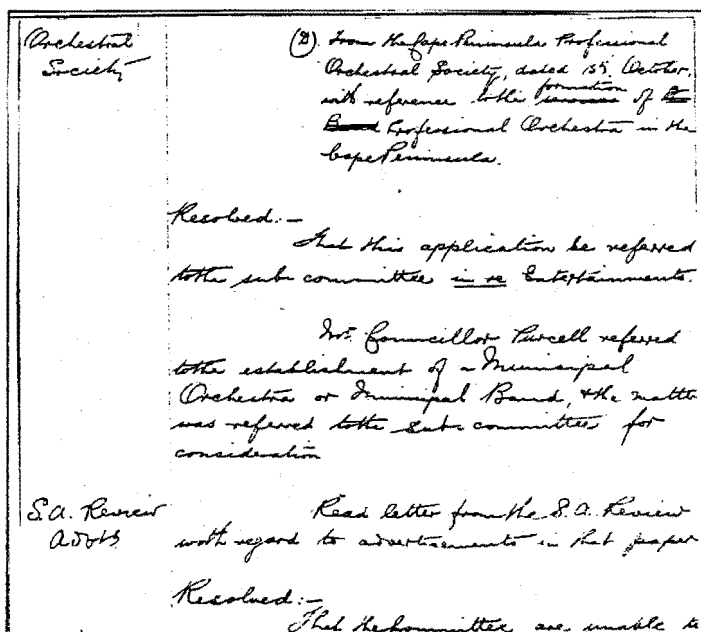 Orchestral
Society
(D). From the Cape Peninsula Professional
Orchestral Society, dated 15th October,
with reference to the formation of
Band Professional Orchestra in the
Cape Peninsula.
Resolved:-
That this application be referred
to the sub committee in re Entertainments.
Mrs. Councillor Purcell referred
to the establishment of a Municipal
Orchestra or Municipal Band, & the matter
was referred to the sub-committee for
consideration
S.A. Review
Advts
Read letter from the S.A. Review
with regard to advertisements in that paper
Resolved:-
That the Committee are unable to